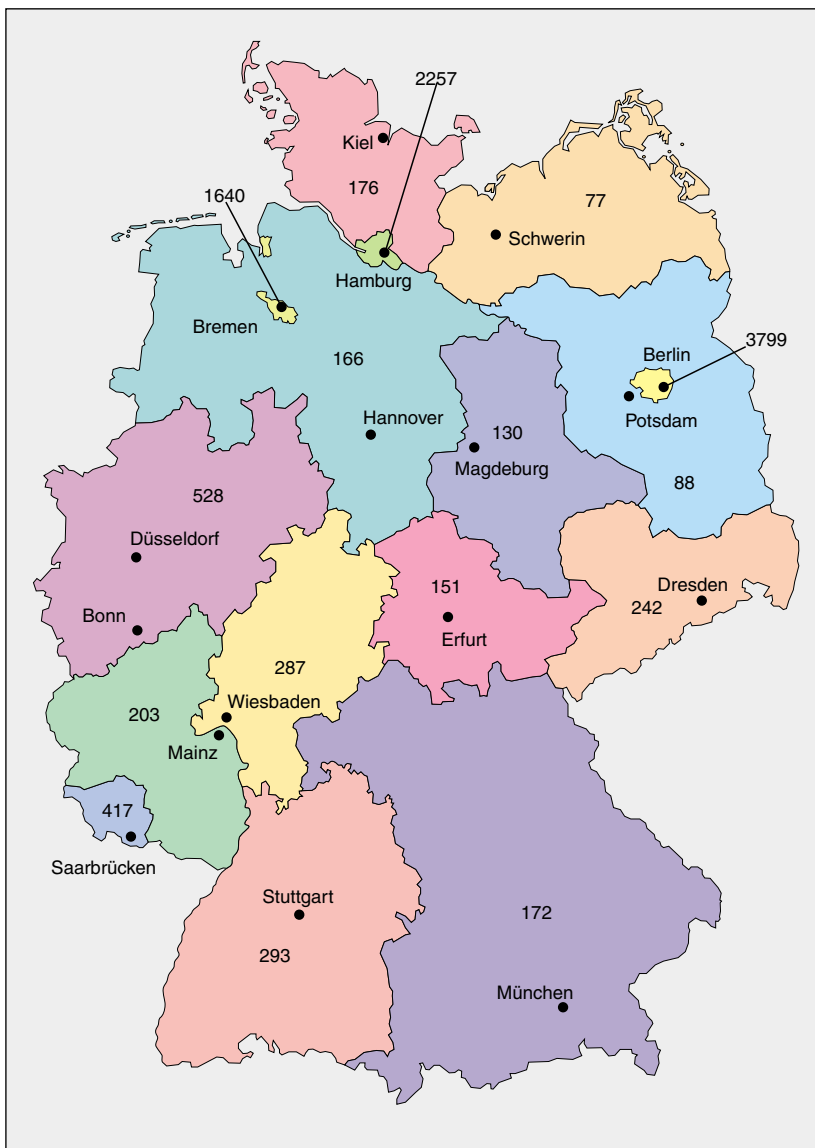 2257
Kiel
176
1640
77
Schwerin
Hamburg
Bremen
166
Berlin
3799
Potsdam
Hannover
130
Magdeburg
88
528
Düsseldorf
151
Dresden
242
Bonn
Erfurt
287
Wiesbaden
203
Mainz
417
Saarbrücken
Stuttgart
172
293
München